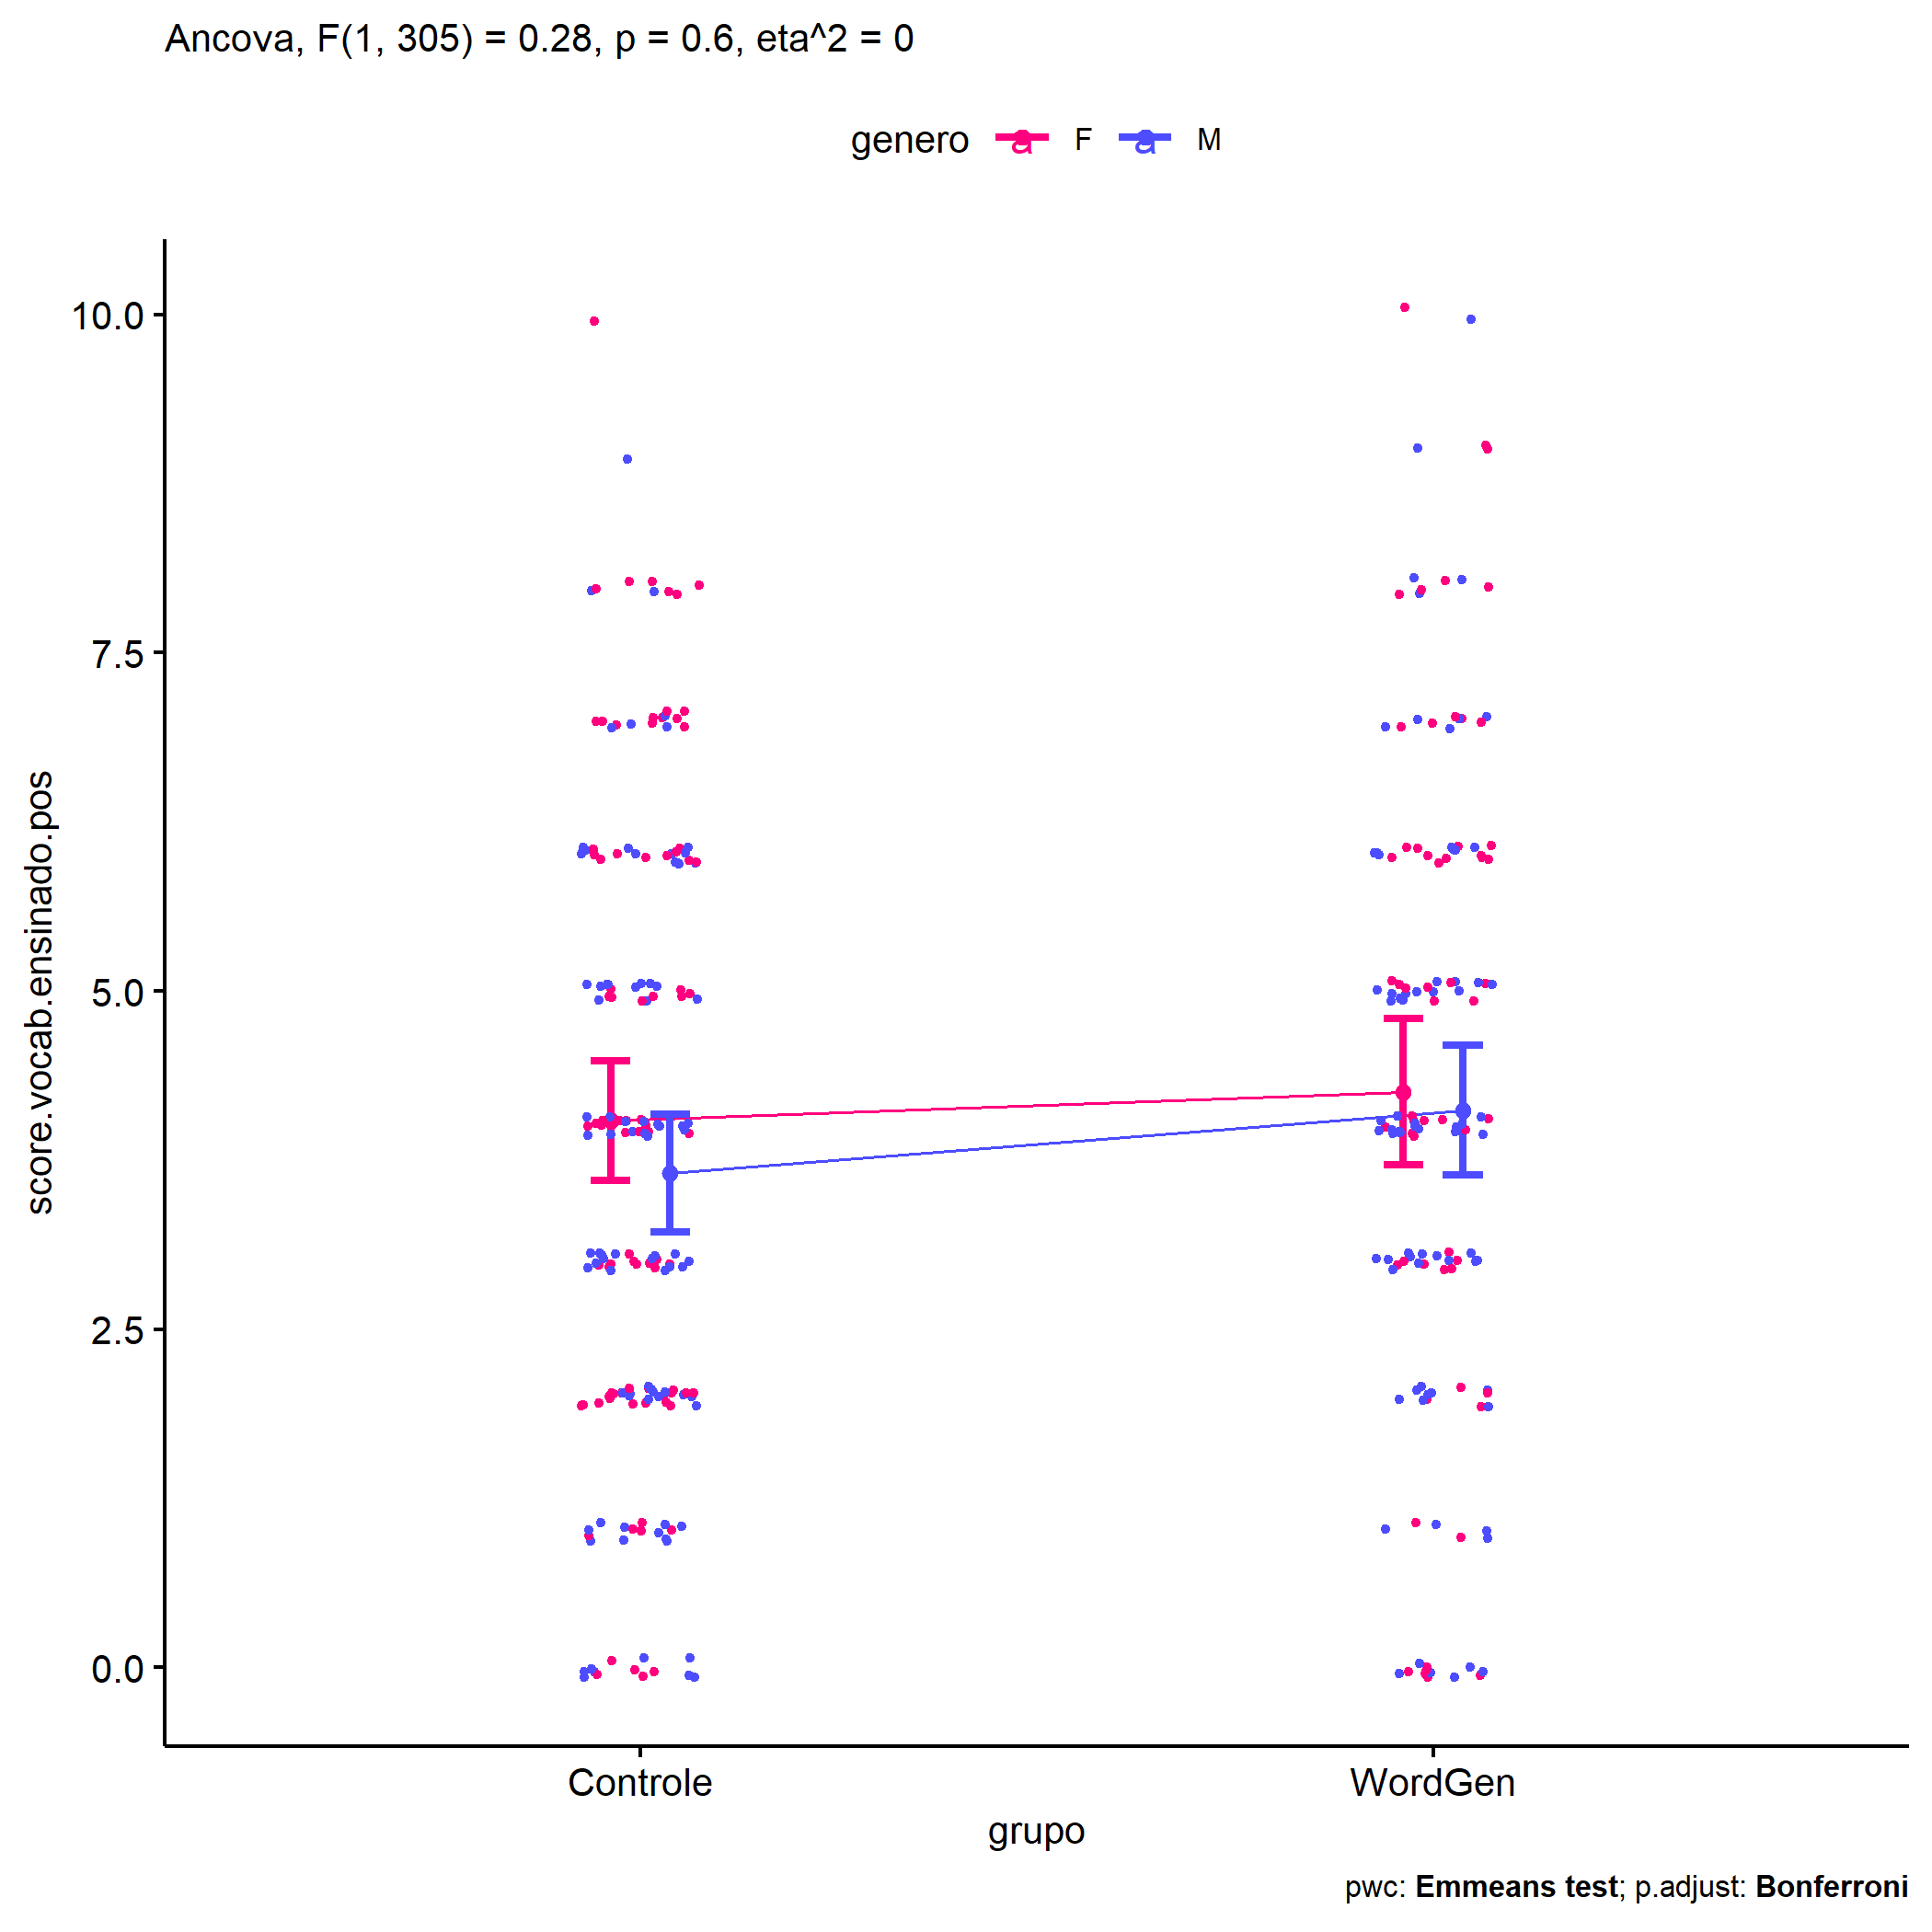 Ancova, F(1, 305) = 0.28, p = 0.6, eta^2 = 0
genero a F a M
10.0
7.5
5.0
2.5
0.0
score.vocab.ensinado.pos
Controle WordGen
grupo
pwc: Emmeans test; p.adjust: Bonferroni